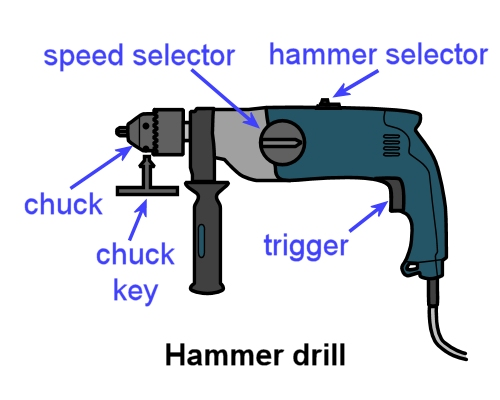 speed selector
hammer selector
chuck
chuck
key
trigger
Hammer drill